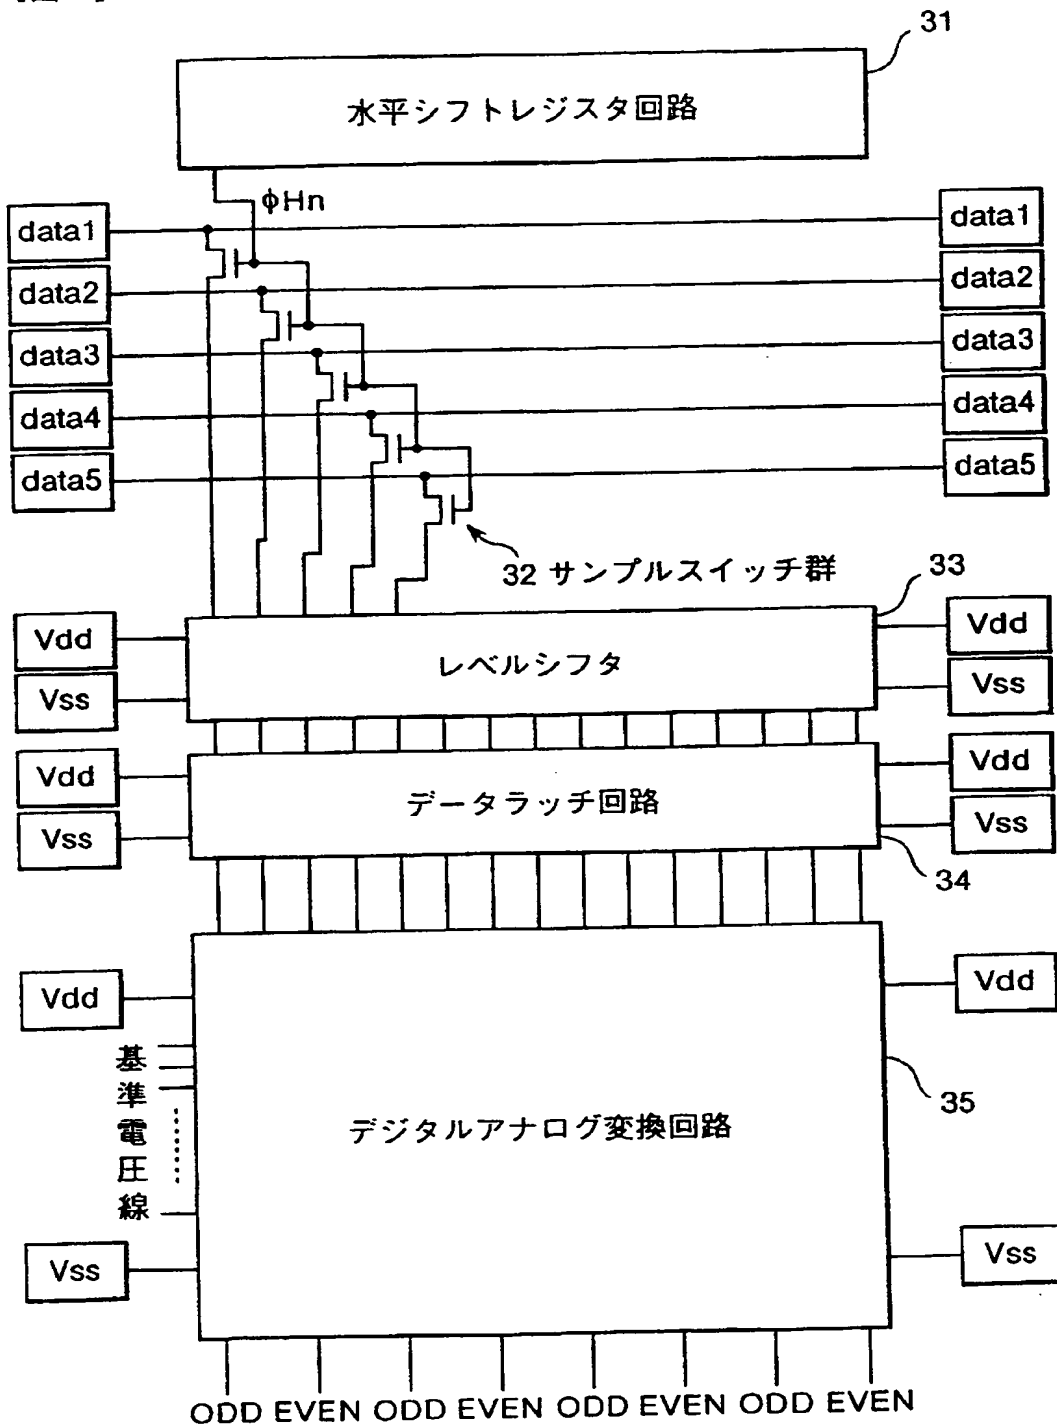 31
水平シフトレジスタ回路
φHn
data1 data1
data2 data2
data3 data3
data4 data4
data5 data5
32 サンプルスイッチ群
33
Vdd Vdd
レベルシフタ
Vss Vss
Vdd Vdd
データラッチ回路
Vss Vss
34
Vdd Vdd
基準電圧線
35
デジタルアナログ変換回路
Vss Vss
ODD EVEN ODD EVEN ODD EVEN ODD EVEN